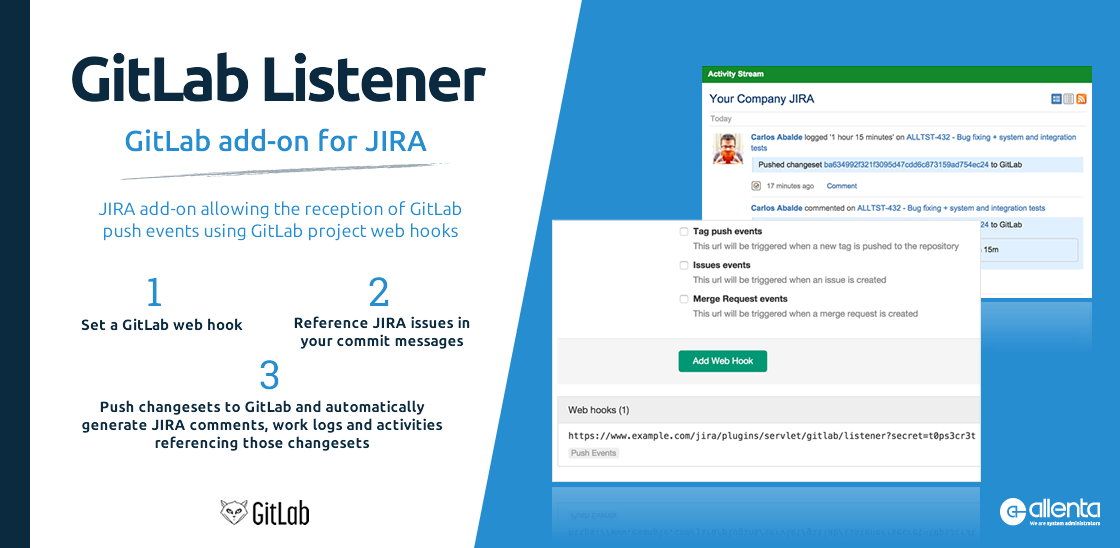 GitLab Listener
GitLab add-on for JIRA
JIRA add-on allowing the reception of GitLab
push events using GitLab project web hooks
1
Set a GitLab web hook
2
Reference JIRA issues in
your commit messages
3
Push changesets to GitLab and automatically
generate JIRA comments, work logs and activities
referencing those changesets
GitLab
Activity Stream
Your Company JIRA
Today
Carlos Abalde logged '1 hour 15 minutes' on ALLTST-432 - Bug fixing + system and integration
tests
Pushed changeset ba634992f321f3095d47cdd6c873159ad754ec24 to GitLab
17 minutes ago Comment
Carlos Abalde commented on ALLTST-432 - Bug fixing + system and integration tests
24 to GitLab
15m
Tag push events
This url will be triggered when a new tag is pushed to the repository
Issues events
This url will be triggered when an issue is created
Merge Request events
This url will be triggered when a merge request is created
Add Web Hook
Web hooks (1)
https://www.example.com/jira/plugins/servlet/gitlab/listener?secret=t0ps3cr3t
Push Events
allenta
We are system administrators